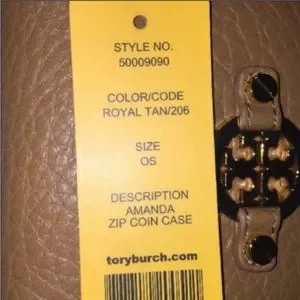 STYLE NO.
50009090
COLOR/CODE
ROYAL TAN/206
SIZE
OS
DESCRIPTION
AMANDA
ZIP COIN CASE
toryburch.com